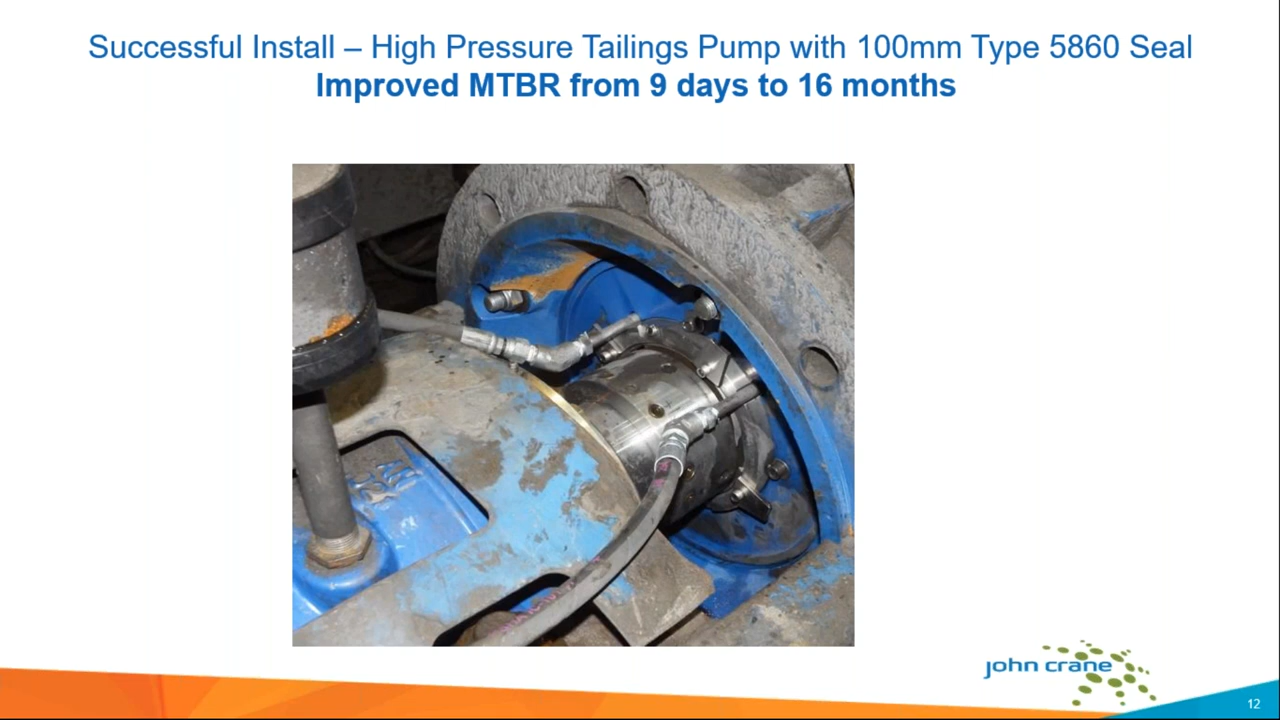 Successful Install – High Pressure Tailings Pump with 100mm Type 5860 Seal
Improved MTBR from 9 days to 16 months
john crane
12